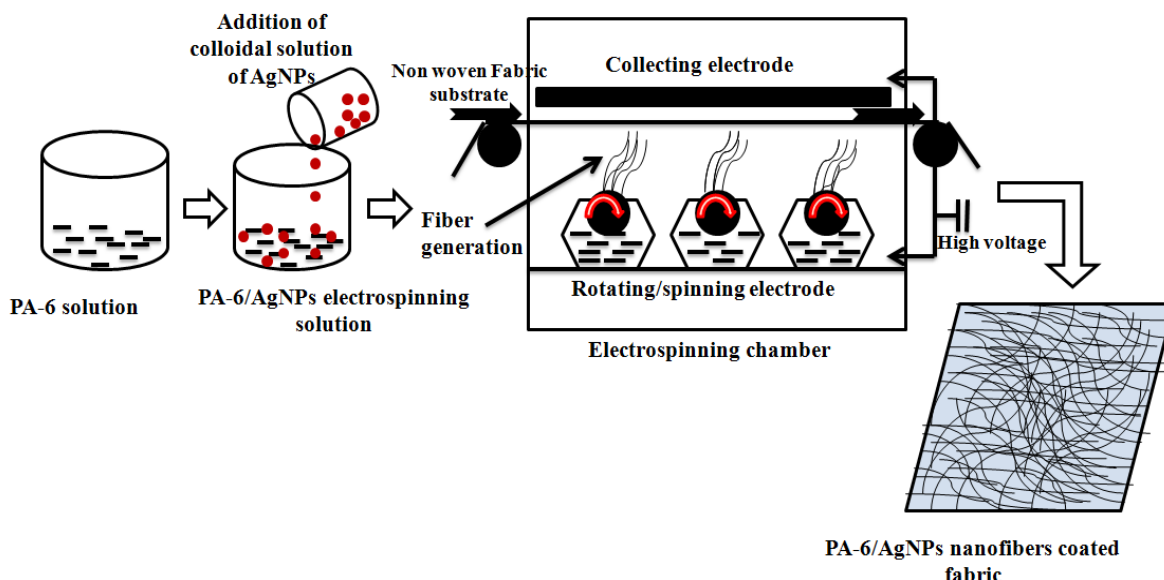 Addition of
colloidal solution
of AgNPs
Non woven Fabric
substrate
Collecting electrode
Fiber
generation
High voltage
PA-6 solution
PA-6/AgNPs electrospinning
solution
Rotating/spinning electrode
Electrospinning chamber
PA-6/AgNPs nanofibers coated
fabric